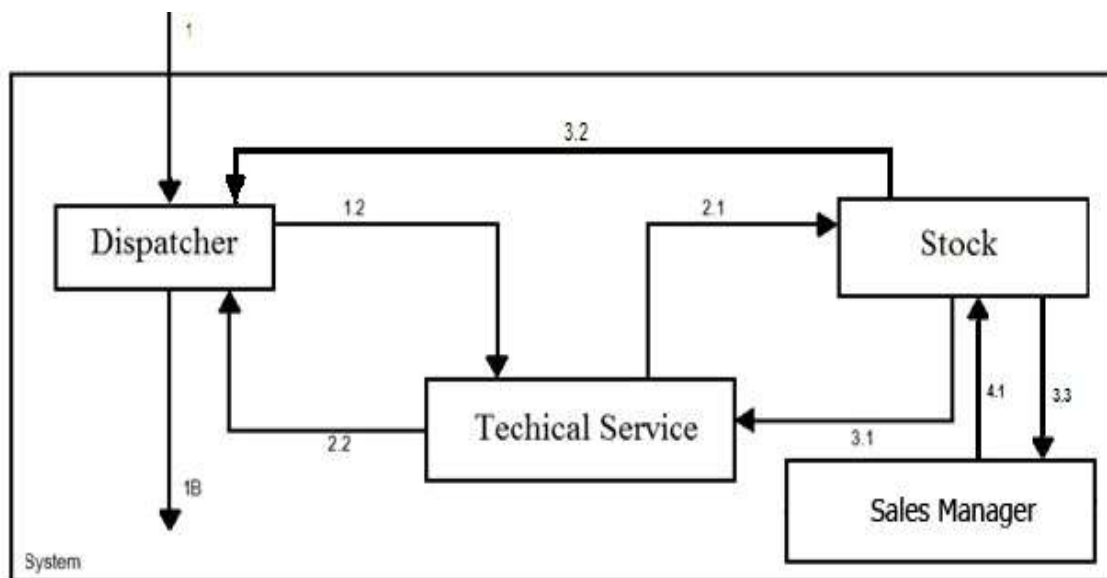 1
3.2
1.2
2.1
Dispatcher
Stock
Techical Service
2.2
3.1
4.1
3.3
1B
Sales Manager
System